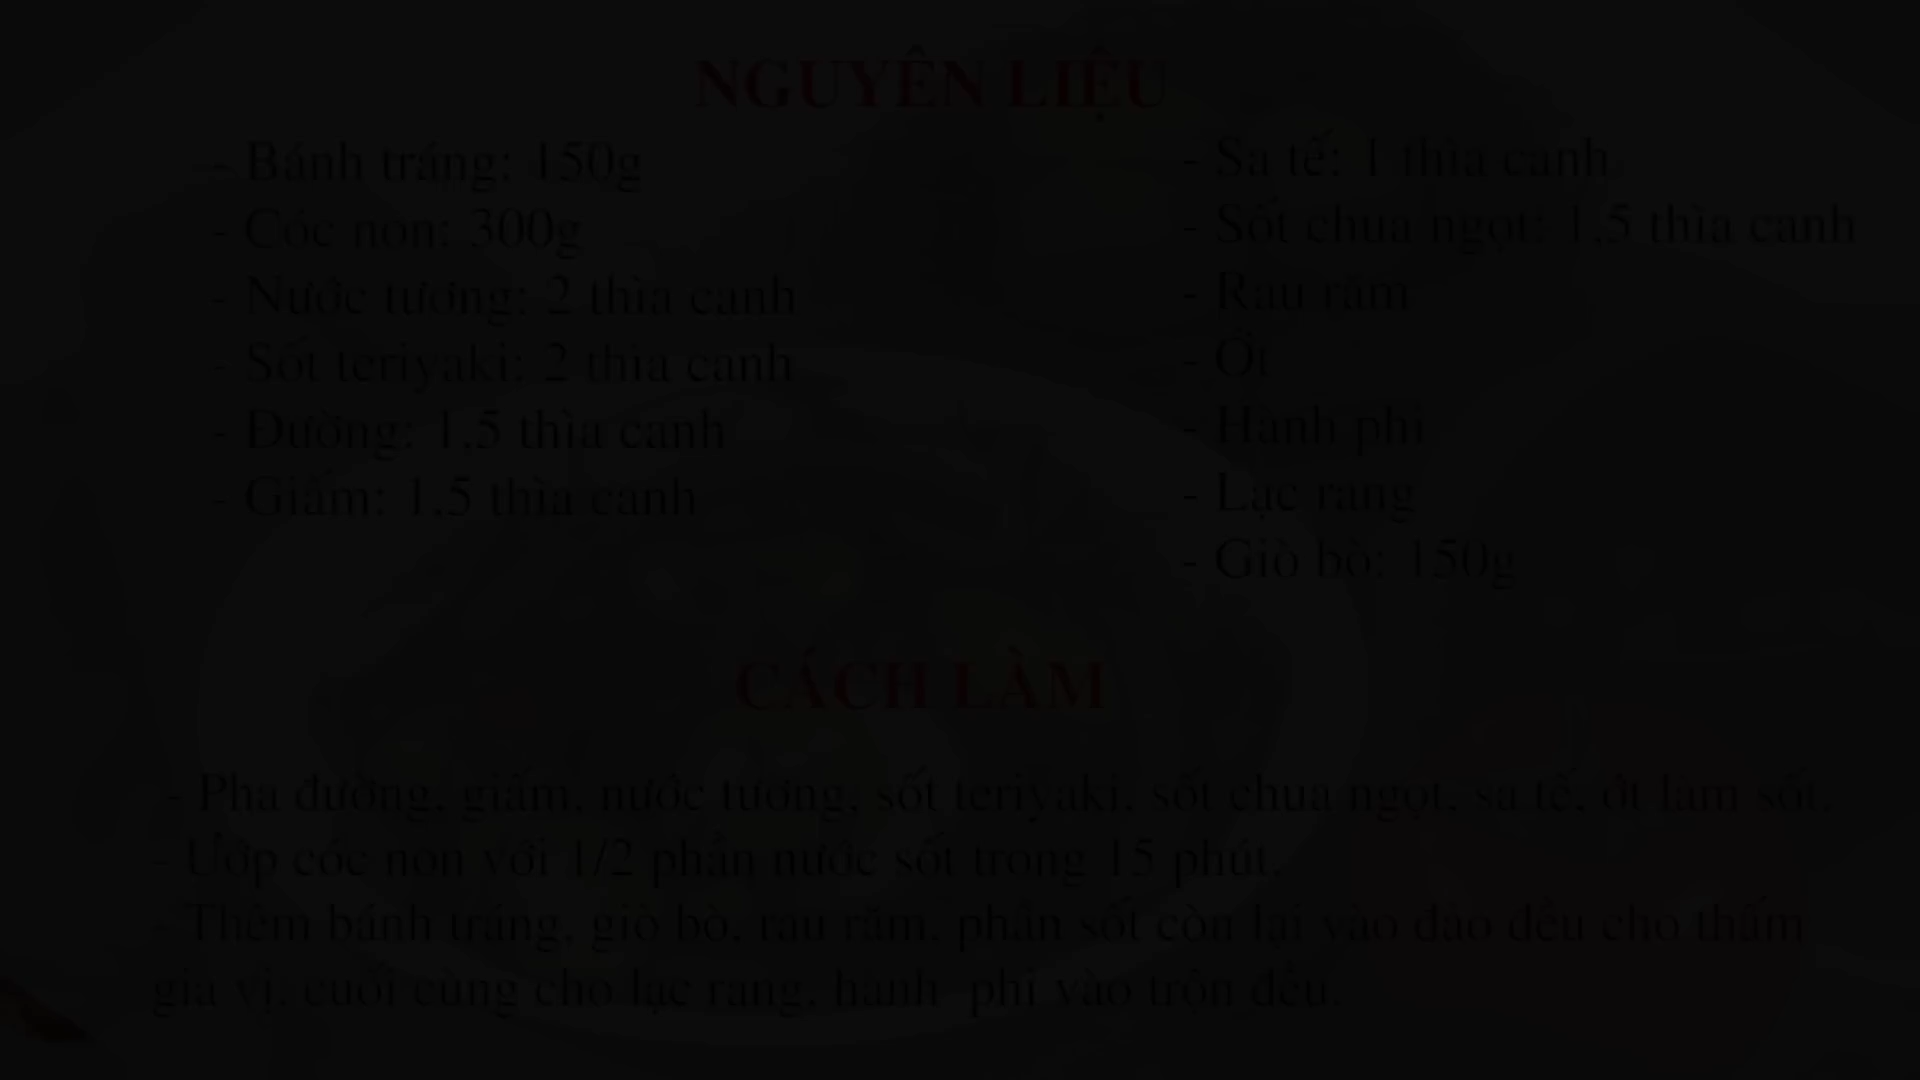 NGUYÊN LIỆU
- Bánh tráng: 150g
- Cóc non: 300g
- Nước tương: 2 thìa canh
- Sốt teriyaki: 2 thìa canh
- Đường: 1,5 thìa canh
- Giấm: 1,5 thìa canh
- Sa tế: 1 thìa canh
- Sốt chua ngọt: 1,5 thìa canh
- Rau răm
- Ớt
- Hành phi
- Lạc rang
- Giò bò: 150g
CÁCH LÀM
- Pha đường, giấm, nước tương, sốt teriyaki, sốt chua ngọt, sa tế, ớt làm sốt.
- Ướp cóc non với 1/2 phần nước sốt trong 15 phút.
- Thêm bánh tráng, giò bò, rau răm, phần sốt còn lại vào đảo đều cho thấm
gia vị, cuối cùng cho lạc rang, hành phi vào trộn đều.